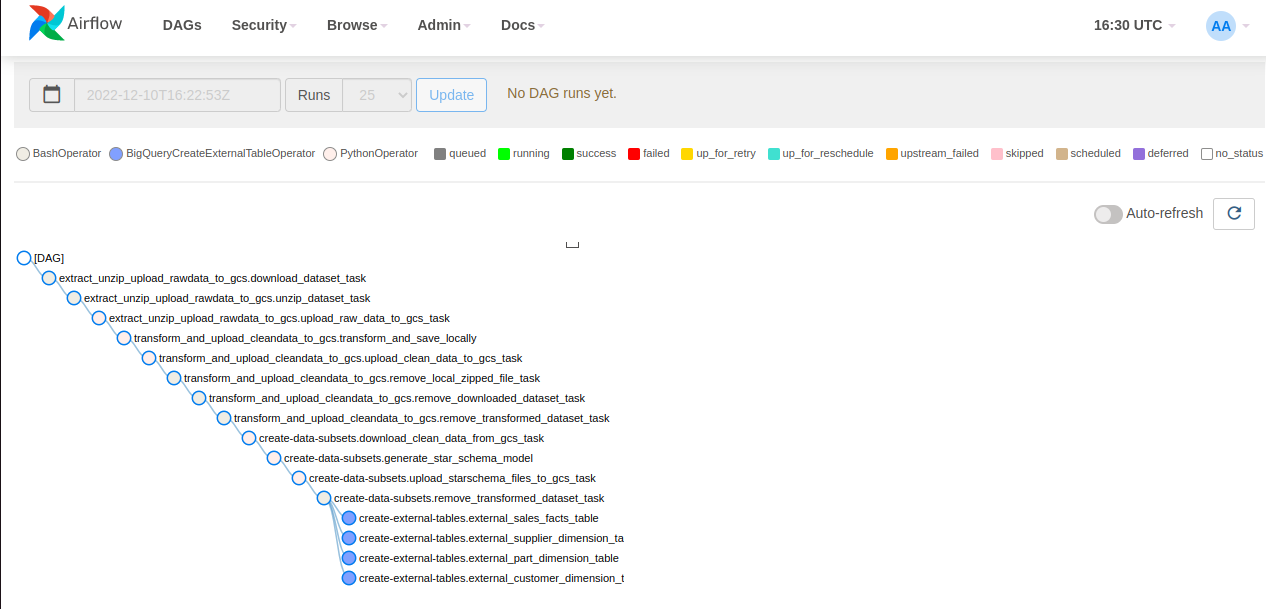 Airflow DAGs Security Browse Admin Docs 16:30 UTC AA
2022-12-10T16:22:53Z Runs 25 Update No DAG runs yet.
BashOperator BigQueryCreateExternalTableOperator PythonOperator queued running success failed up_for_retry up_for_reschedule upstream_failed skipped scheduled deferred no_status
Auto-refresh
[DAG]
extract_unzip_upload_rawdata_to_gcs.download_dataset_task
extract_unzip_upload_rawdata_to_gcs.unzip_dataset_task
extract_unzip_upload_rawdata_to_gcs.upload_raw_data_to_gcs_task
transform_and_upload_cleandata_to_gcs.transform_and_save_locally
transform_and_upload_cleandata_to_gcs.upload_clean_data_to_gcs_task
transform_and_upload_cleandata_to_gcs.remove_local_zipped_file_task
transform_and_upload_cleandata_to_gcs.remove_downloaded_dataset_task
transform_and_upload_cleandata_to_gcs.remove_transformed_dataset_task
create-data-subsets.download_clean_data_from_gcs_task
create-data-subsets.generate_star_schema_model
create-data-subsets.upload_starschema_files_to_gcs_task
create-data-subsets.remove_transformed_dataset_task
create-external-tables.external_sales_facts_table
create-external-tables.external_supplier_dimension_ta
create-external-tables.external_part_dimension_table
create-external-tables.external_customer_dimension_t